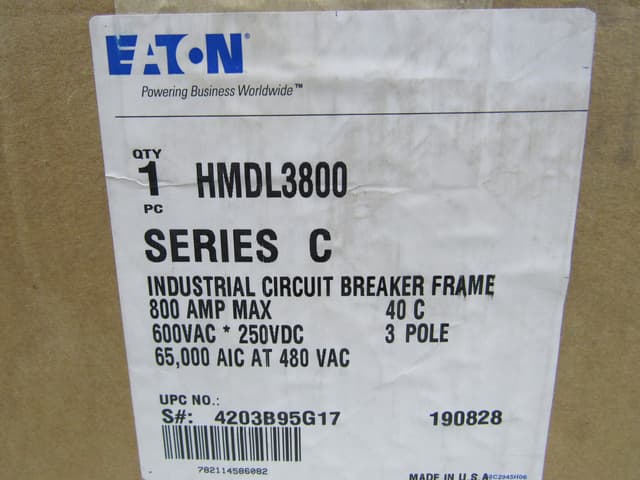 EATON
Powering Business Worldwide™
QTY
1 HMDL3800
PC
SERIES C
INDUSTRIAL CIRCUIT BREAKER FRAME
800 AMP MAX 40 C
600VAC * 250VDC 3 POLE
65,000 AIC AT 480 VAC
UPC NO.:
S#: 4203B95G17 190828
782114586082
MADE IN U.S.A.